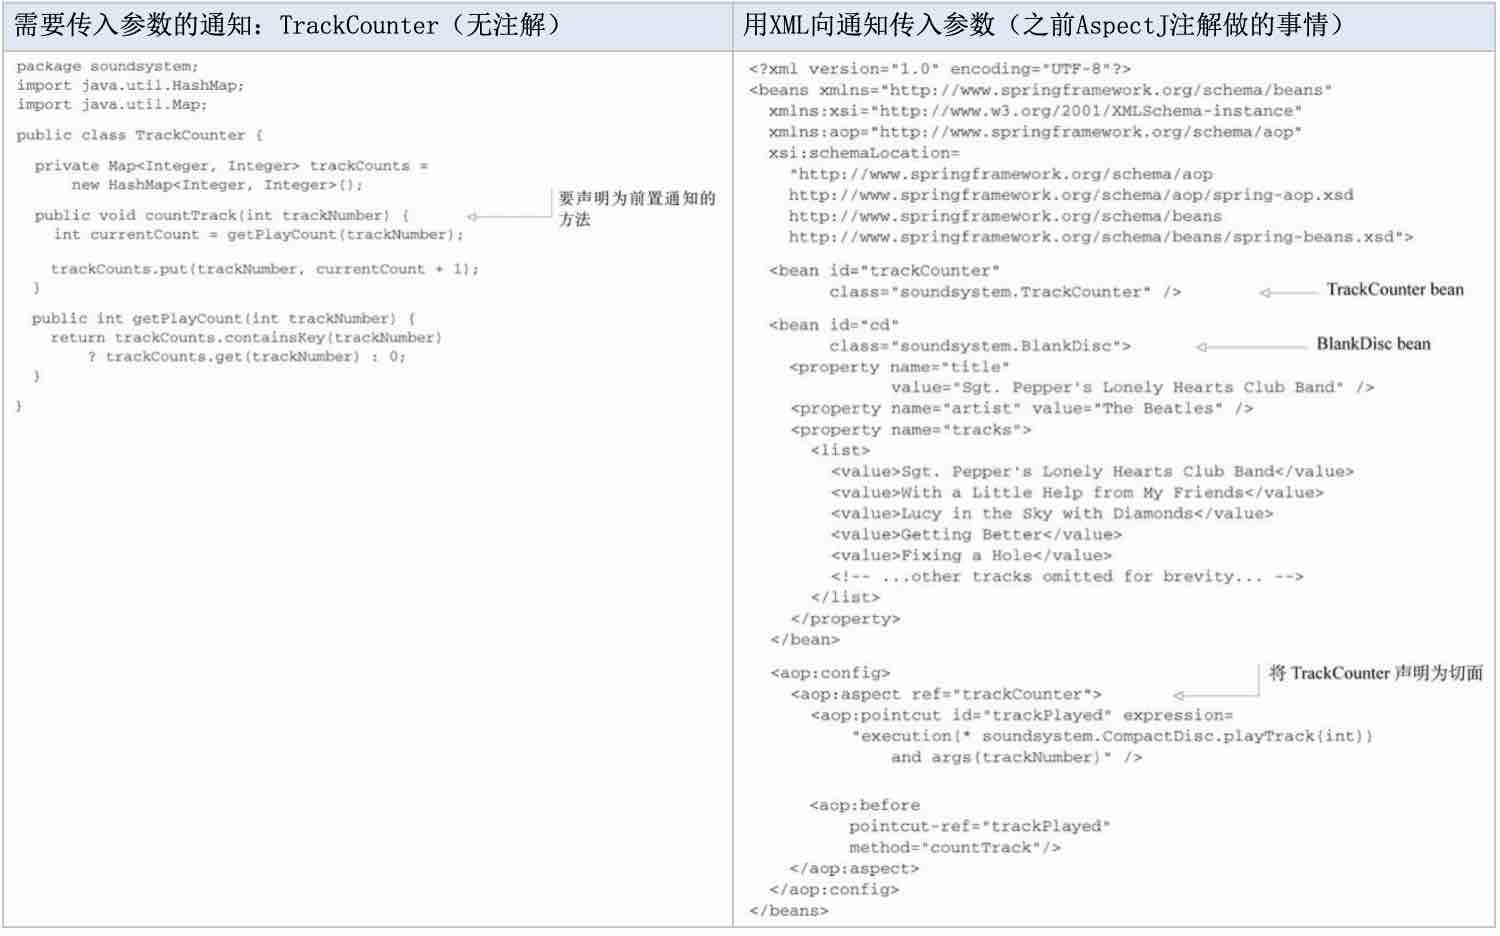 需要传入参数的通知：TrackCounter（无注解）
package soundsystem;
import java.util.HashMap;
import java.util.Map;
public class TrackCounter {
private Map<Integer, Integer> trackCounts =
new HashMap<Integer, Integer>();
public void countTrack(int trackNumber) {
要声明为前置通知的
方法
int currentCount = getPlayCount(trackNumber);
trackCounts.put(trackNumber, currentCount + 1);
}
public int getPlayCount(int trackNumber) {
return trackCounts.containsKey(trackNumber)
? trackCounts.get(trackNumber) : 0;
}
}
用XML向通知传入参数（之前AspectJ注解做的事情）
<?xml version="1.0" encoding="UTF-8"?>
<beans xmlns="http://www.springframework.org/schema/beans"
xmlns:xsi="http://www.w3.org/2001/XMLSchema-instance"
xmlns:aop="http://www.springframework.org/schema/aop"
xsi:schemaLocation=
"http://www.springframework.org/schema/aop
http://www.springframework.org/schema/aop/spring-aop.xsd
http://www.springframework.org/schema/beans
http://www.springframework.org/schema/beans/spring-beans.xsd">
<bean id="trackCounter"
class="soundsystem.TrackCounter" />
TrackCounter bean
<bean id="cd"
class="soundsystem.BlankDisc">
BlankDisc bean
<property name="title"
value="Sgt. Pepper's Lonely Hearts Club Band" />
<property name="artist" value="The Beatles" />
<property name="tracks">
<list>
<value>Sgt. Pepper's Lonely Hearts Club Band</value>
<value>With a Little Help from My Friends</value>
<value>Lucy in the Sky with Diamonds</value>
<value>Getting Better</value>
<value>Fixing a Hole</value>
<!-- ...other tracks omitted for brevity... -->
</list>
</property>
</bean>
<aop:config>
将 TrackCounter 声明为切面
<aop:aspect ref="trackCounter">
<aop:pointcut id="trackPlayed" expression=
"execution(* soundsystem.CompactDisc.playTrack(int))
and args(trackNumber)" />
<aop:before
pointcut-ref="trackPlayed"
method="countTrack"/>
</aop:aspect>
</aop:config>
</beans>